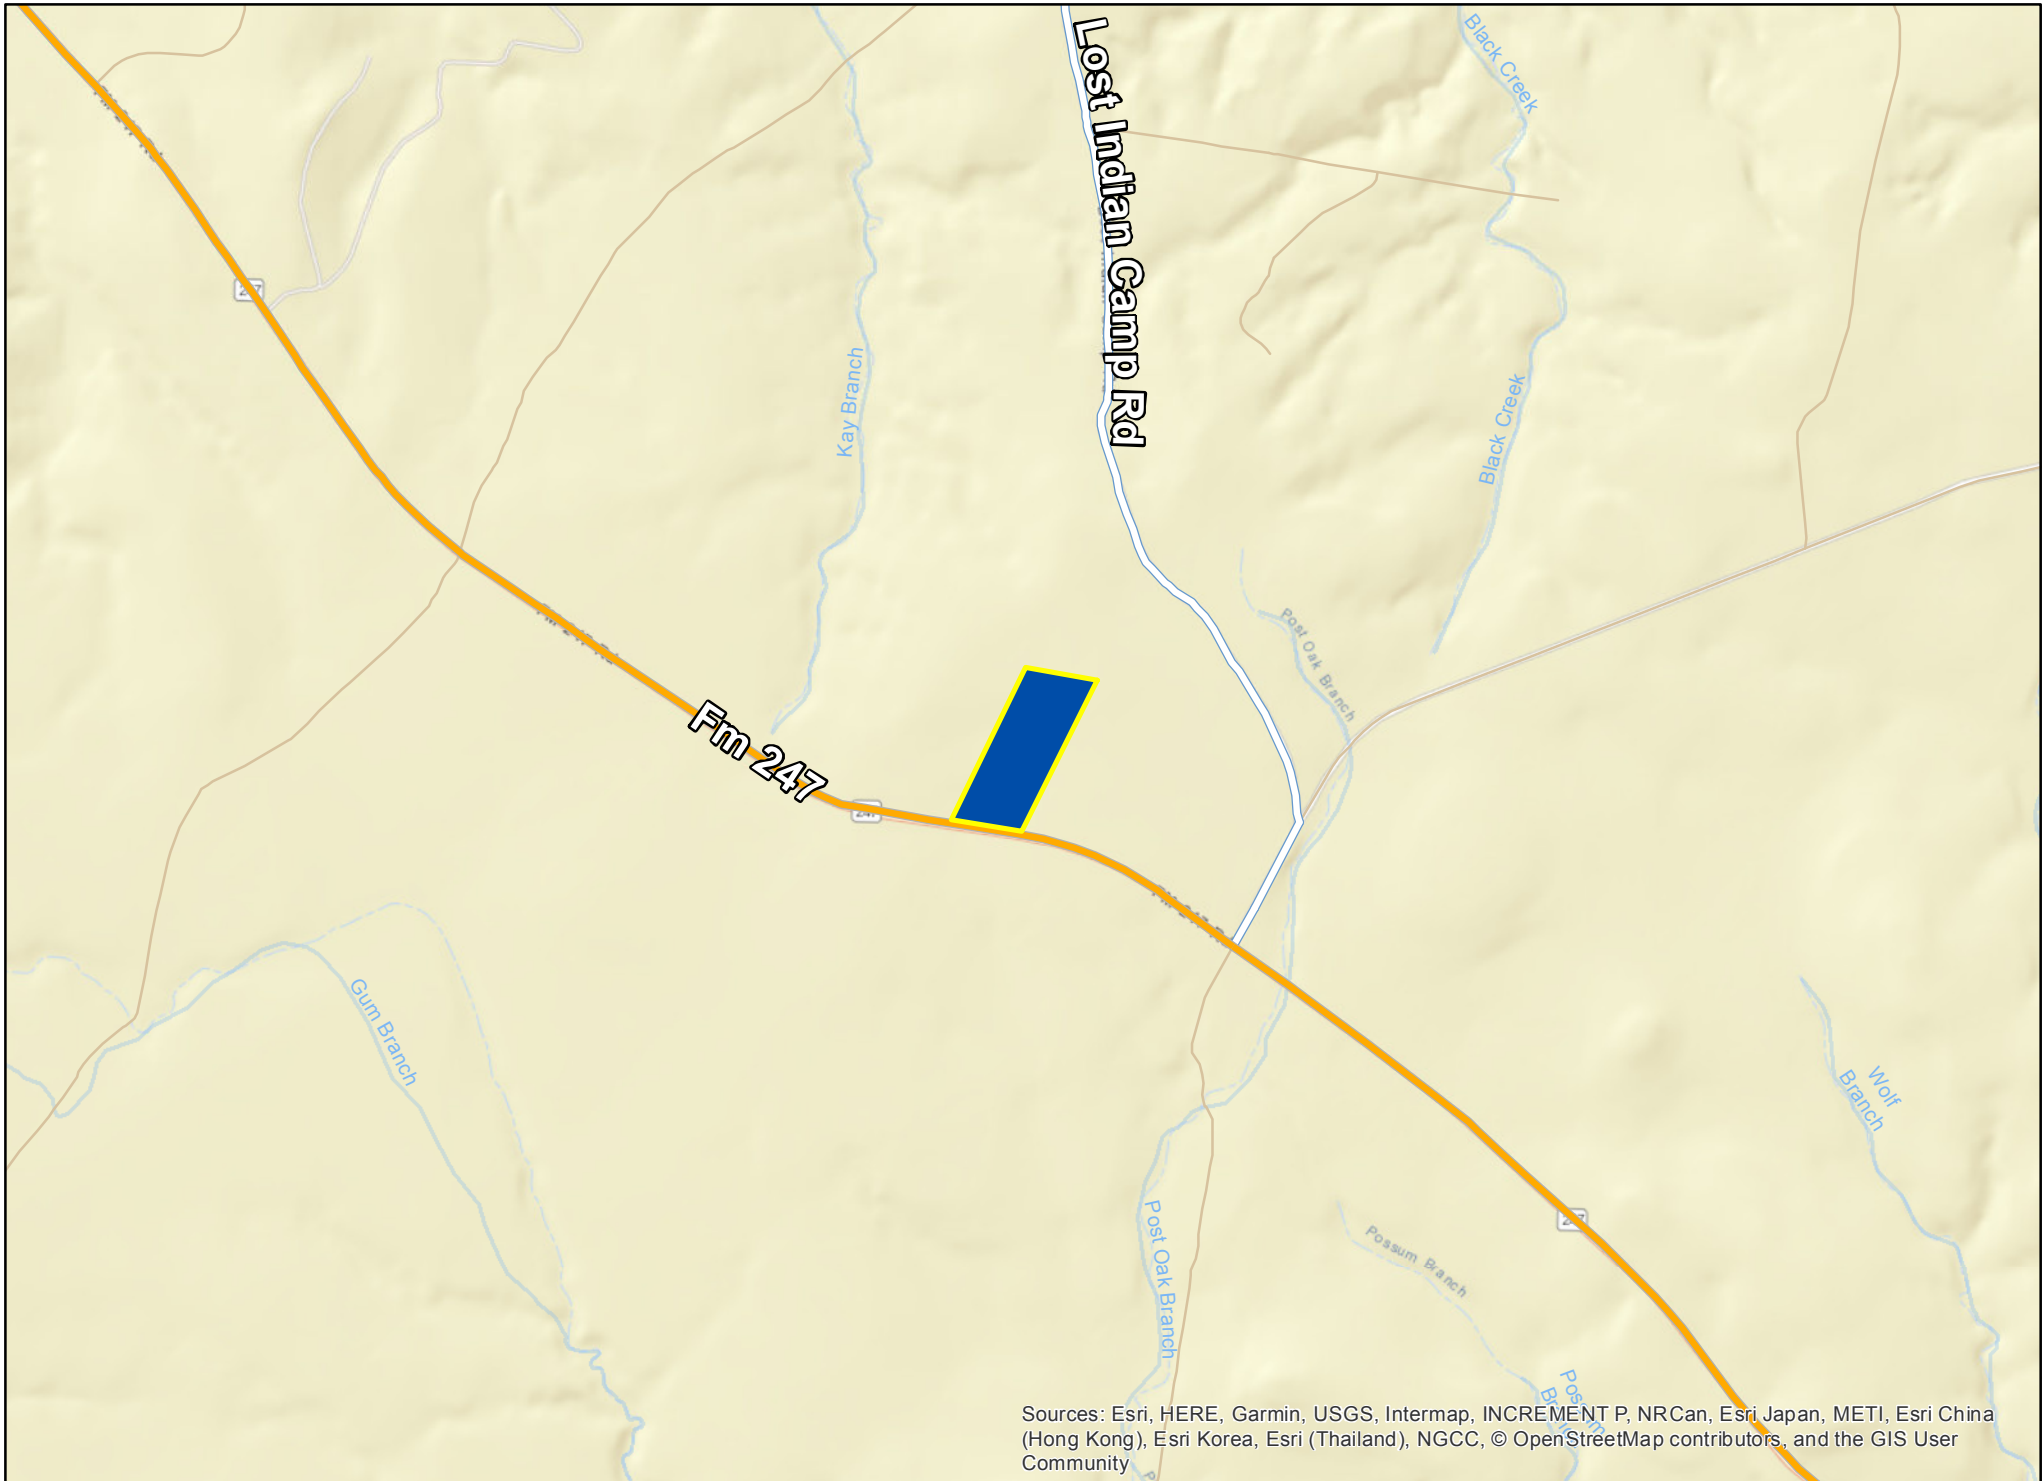 Black Creek
Lost Indian Camp Rd
247
Kay Branch
Black Creek
Post Oak Branch
Fm 247
247
Gum Branch
Wolf
Branch
Post Oak Branch
247
Possum Branch
Sources: Esri, HERE, Garmin, USGS, Intermap, INCREMENT P, NRCan, Esri Japan, METI, Esri China
(Hong Kong), Esri Korea, Esri (Thailand), NGCC, © OpenStreetMap contributors, and the GIS User
Community